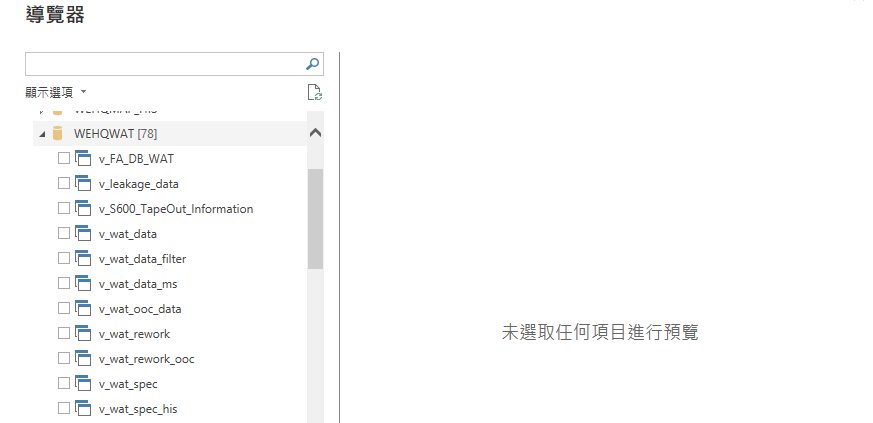 導覽器
顯示選項
WEHQMAP_His
WEHQWAT [78]
v_FA_DB_WAT
v_leakage_data
v_S600_TapeOut_Information
v_wat_data
v_wat_data_filter
v_wat_data_ms
v_wat_ooc_data
v_wat_rework
v_wat_rework_ooc
v_wat_spec
v_wat_spec_his
未選取任何項目進行預覽